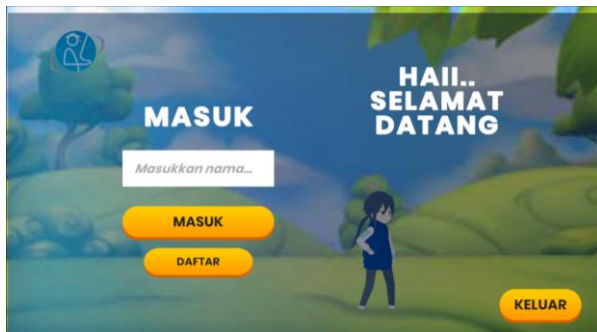 MASUK
Masukkan nama...
MASUK
DAFTAR
HAII..
SELAMAT
DATANG
KELUAR